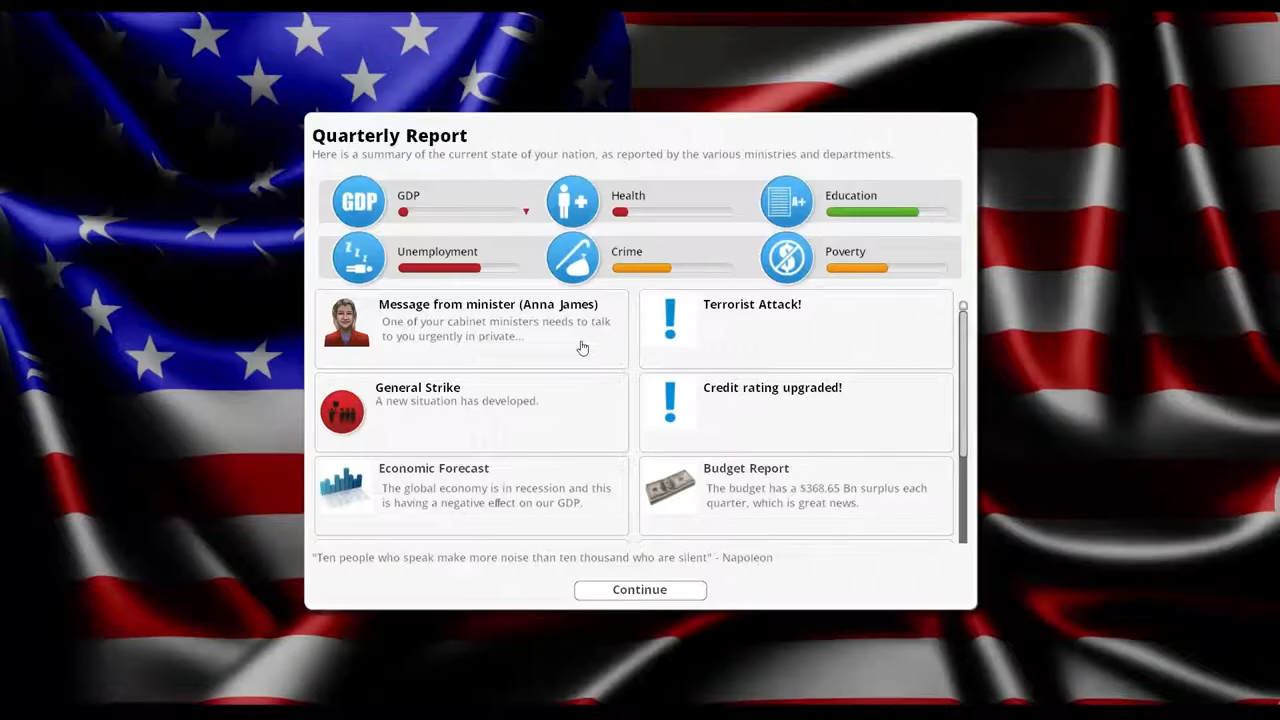 Quarterly Report
Here is a summary of the current state of your nation, as reported by the various ministries and departments.
GDP
GDP
Health
A+
Education
zzz
Unemployment
Crime
Poverty
Message from minister (Anna James)
One of your cabinet ministers needs to talk
to you urgently in private...
Terrorist Attack!
General Strike
A new situation has developed.
Credit rating upgraded!
Economic Forecast
The global economy is in recession and this
is having a negative effect on our GDP.
Budget Report
The budget has a $368.65 Bn surplus each
quarter, which is great news.
"Ten people who speak make more noise than ten thousand who are silent" - Napoleon
Continue